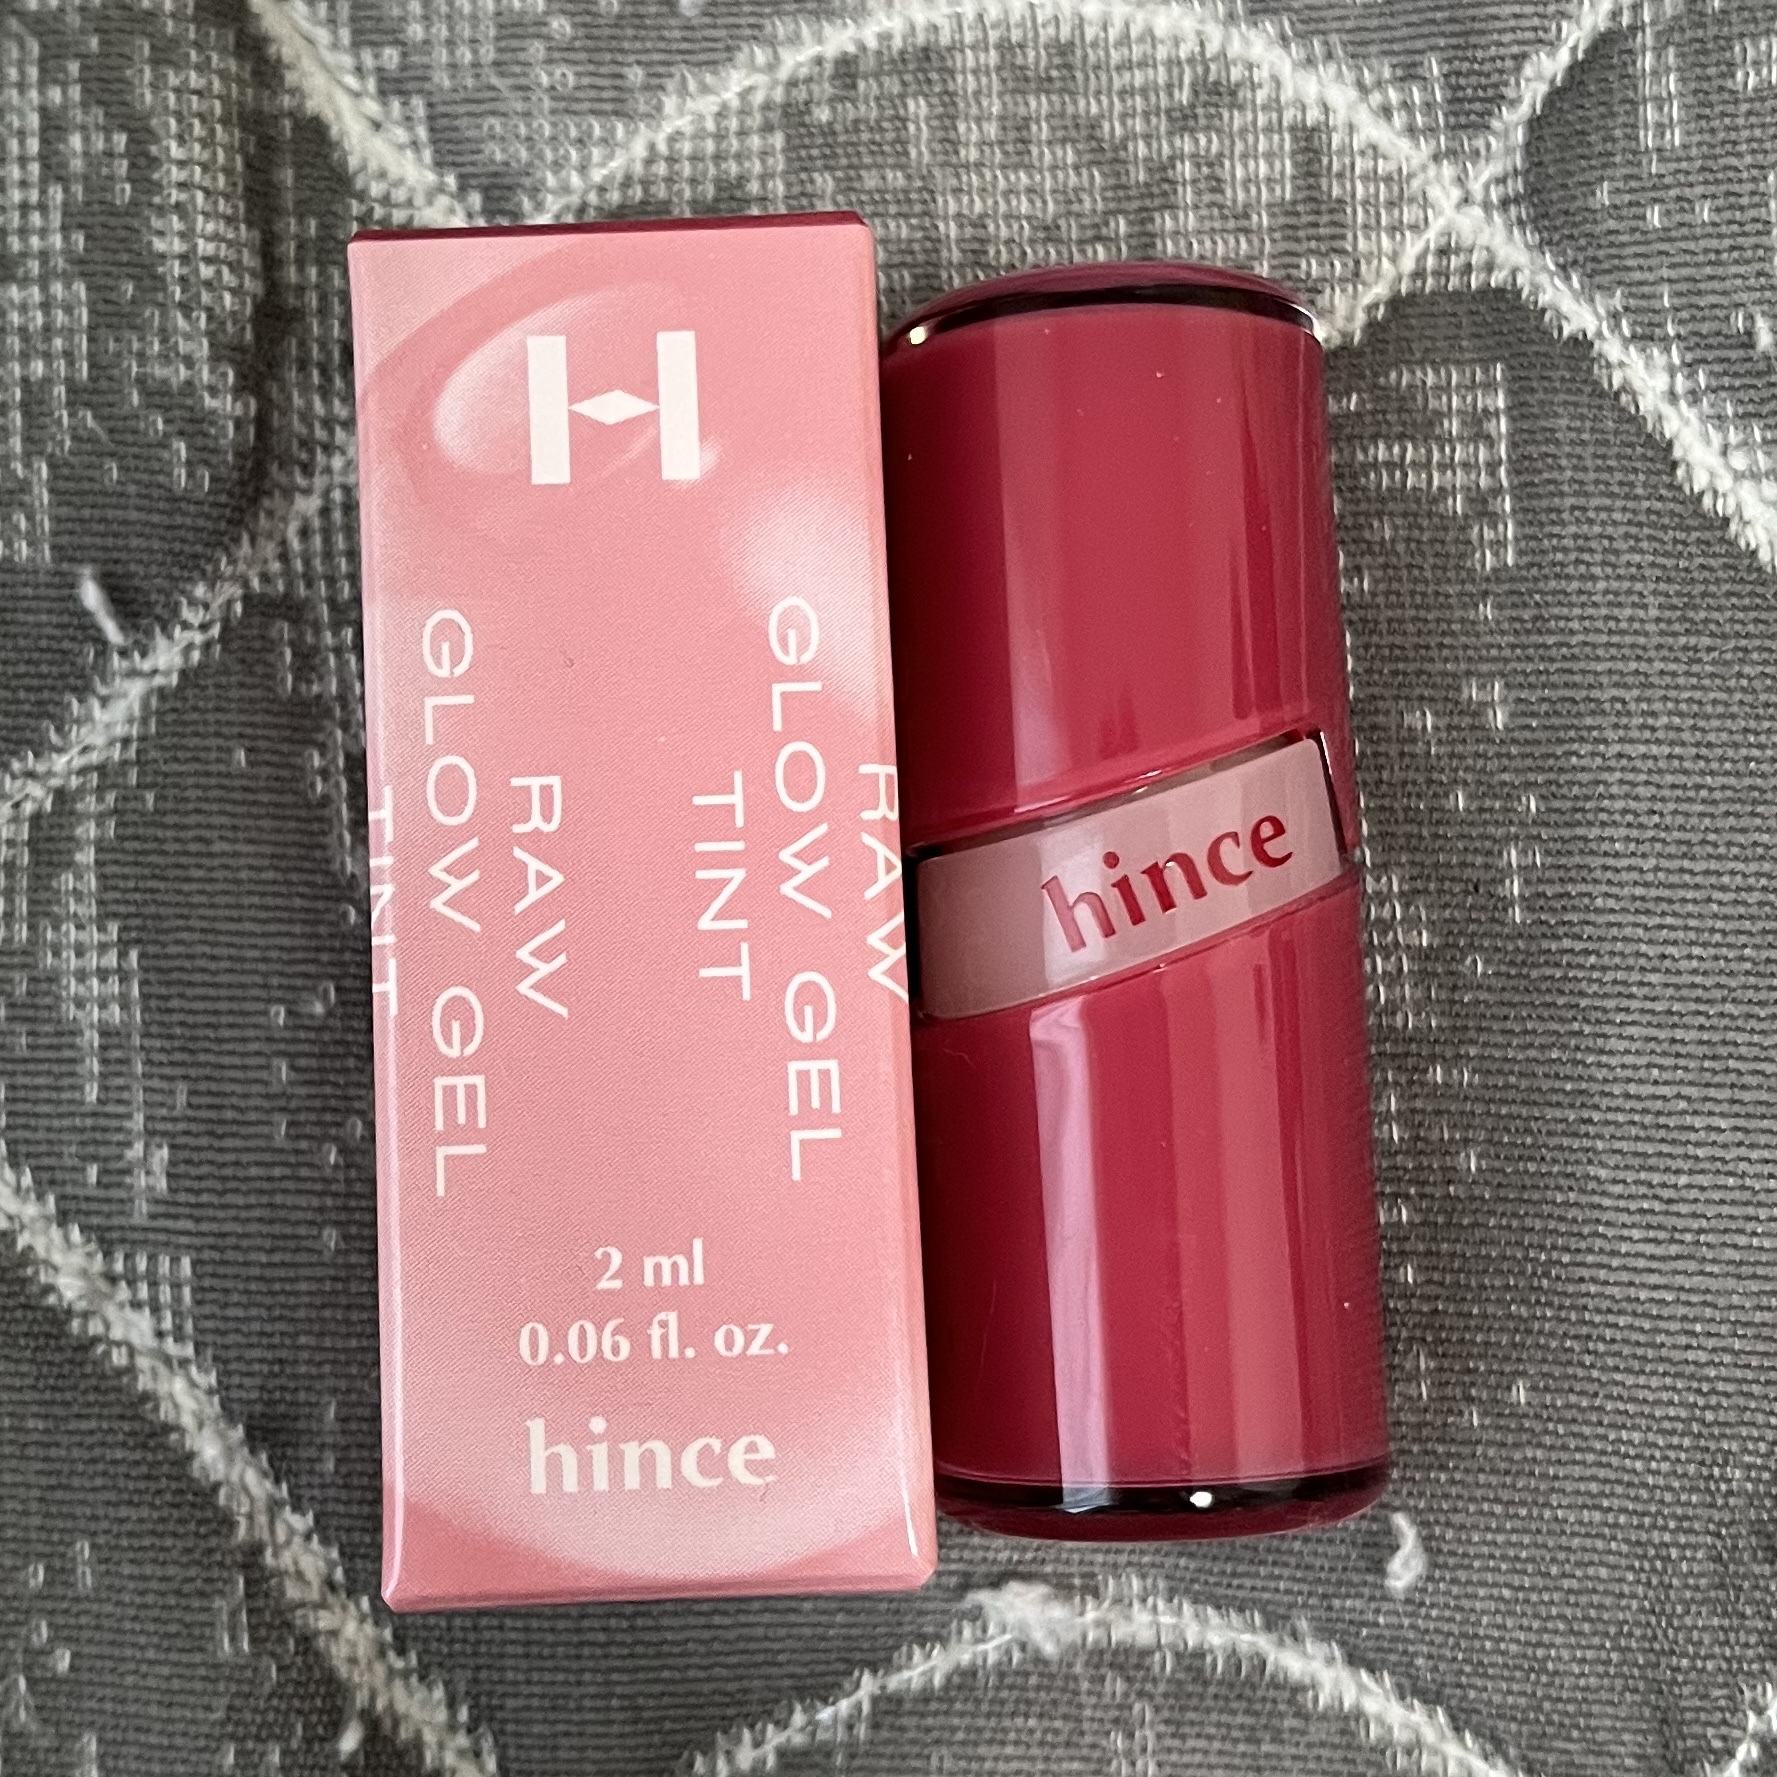 H
RAW
GLOW GEL
TINT
RAW
GLOW GEL
TINT
2 ml
0.06 fl. oz.
hince
hince